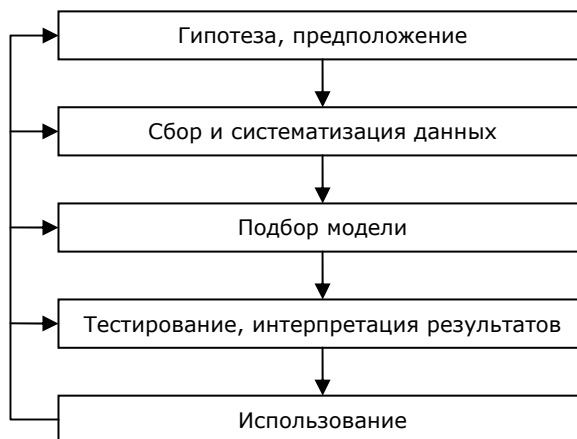 Гипотеза, предположение
Сбор и систематизация данных
Подбор модели
Тестирование, интерпретация результатов
Использование